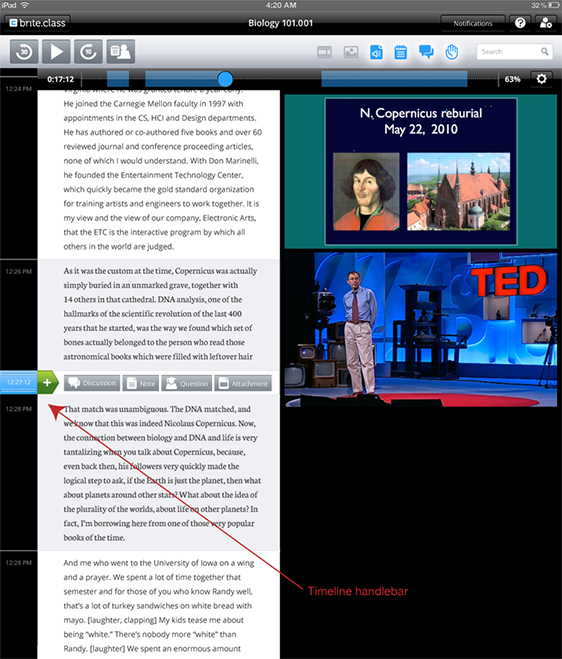 iPad
4:20 AM
32%
brite.class
Biology 101.001
Notifications
?
30
10
Search
0:17:12
63%
12:24 PM
Virginia where he was granted tenure a year early.
He joined the Carnegie Mellon faculty in 1997 with
appointments in the CS, HCI and Design departments.
He has authored or co-authored five books and over 60
reviewed journal and conference proceeding articles,
none of which I would understand. With Don Marinelli,
he founded the Entertainment Technology Center,
which quickly became the gold standard organization
for training artists and engineers to work together. It is
my view and the view of our company, Electronic Arts,
that the ETC is the interactive program by which all
others in the world are judged.
N, Copernicus reburial
May 22, 2010
TED
12:26 PM
As it was the custom at the time, Copernicus was actually
simply buried in an unmarked grave, together with
14 others in that cathedral. DNA analysis, one of the
hallmarks of the scientific revolution of the last 400
years that he started, was the way we found which set of
bones actually belonged to the person who read those
astronomical books which were filled with leftover hair
12:27:12
+
Discussion
Note
Question
Attachment
12:28 PM
That match was unambiguous. The DNA matched, and
we know that this was indeed Nicolaus Copernicus. Now,
the connection between biology and DNA and life is very
tantalizing when you talk about Copernicus, because,
even back then, his followers very quickly made the
logical step to ask, if the Earth is just the planet, then what
about planets around other stars? What about the idea of
the plurality of the worlds, about life on other planets? In
fact, I'm borrowing here from one of those very popular
books of the time.
12:28 PM
And me who went to the University of Iowa on a wing
and a prayer. We spent a lot of time together that
semester and for those of you who know Randy well,
that's a lot of turkey sandwiches on white bread with
mayo. [laughter, clapping] My kids tease me about
being "white." There's nobody more "white" than
Randy. [laughter] We spent an enormous amount
Timeline handlebar